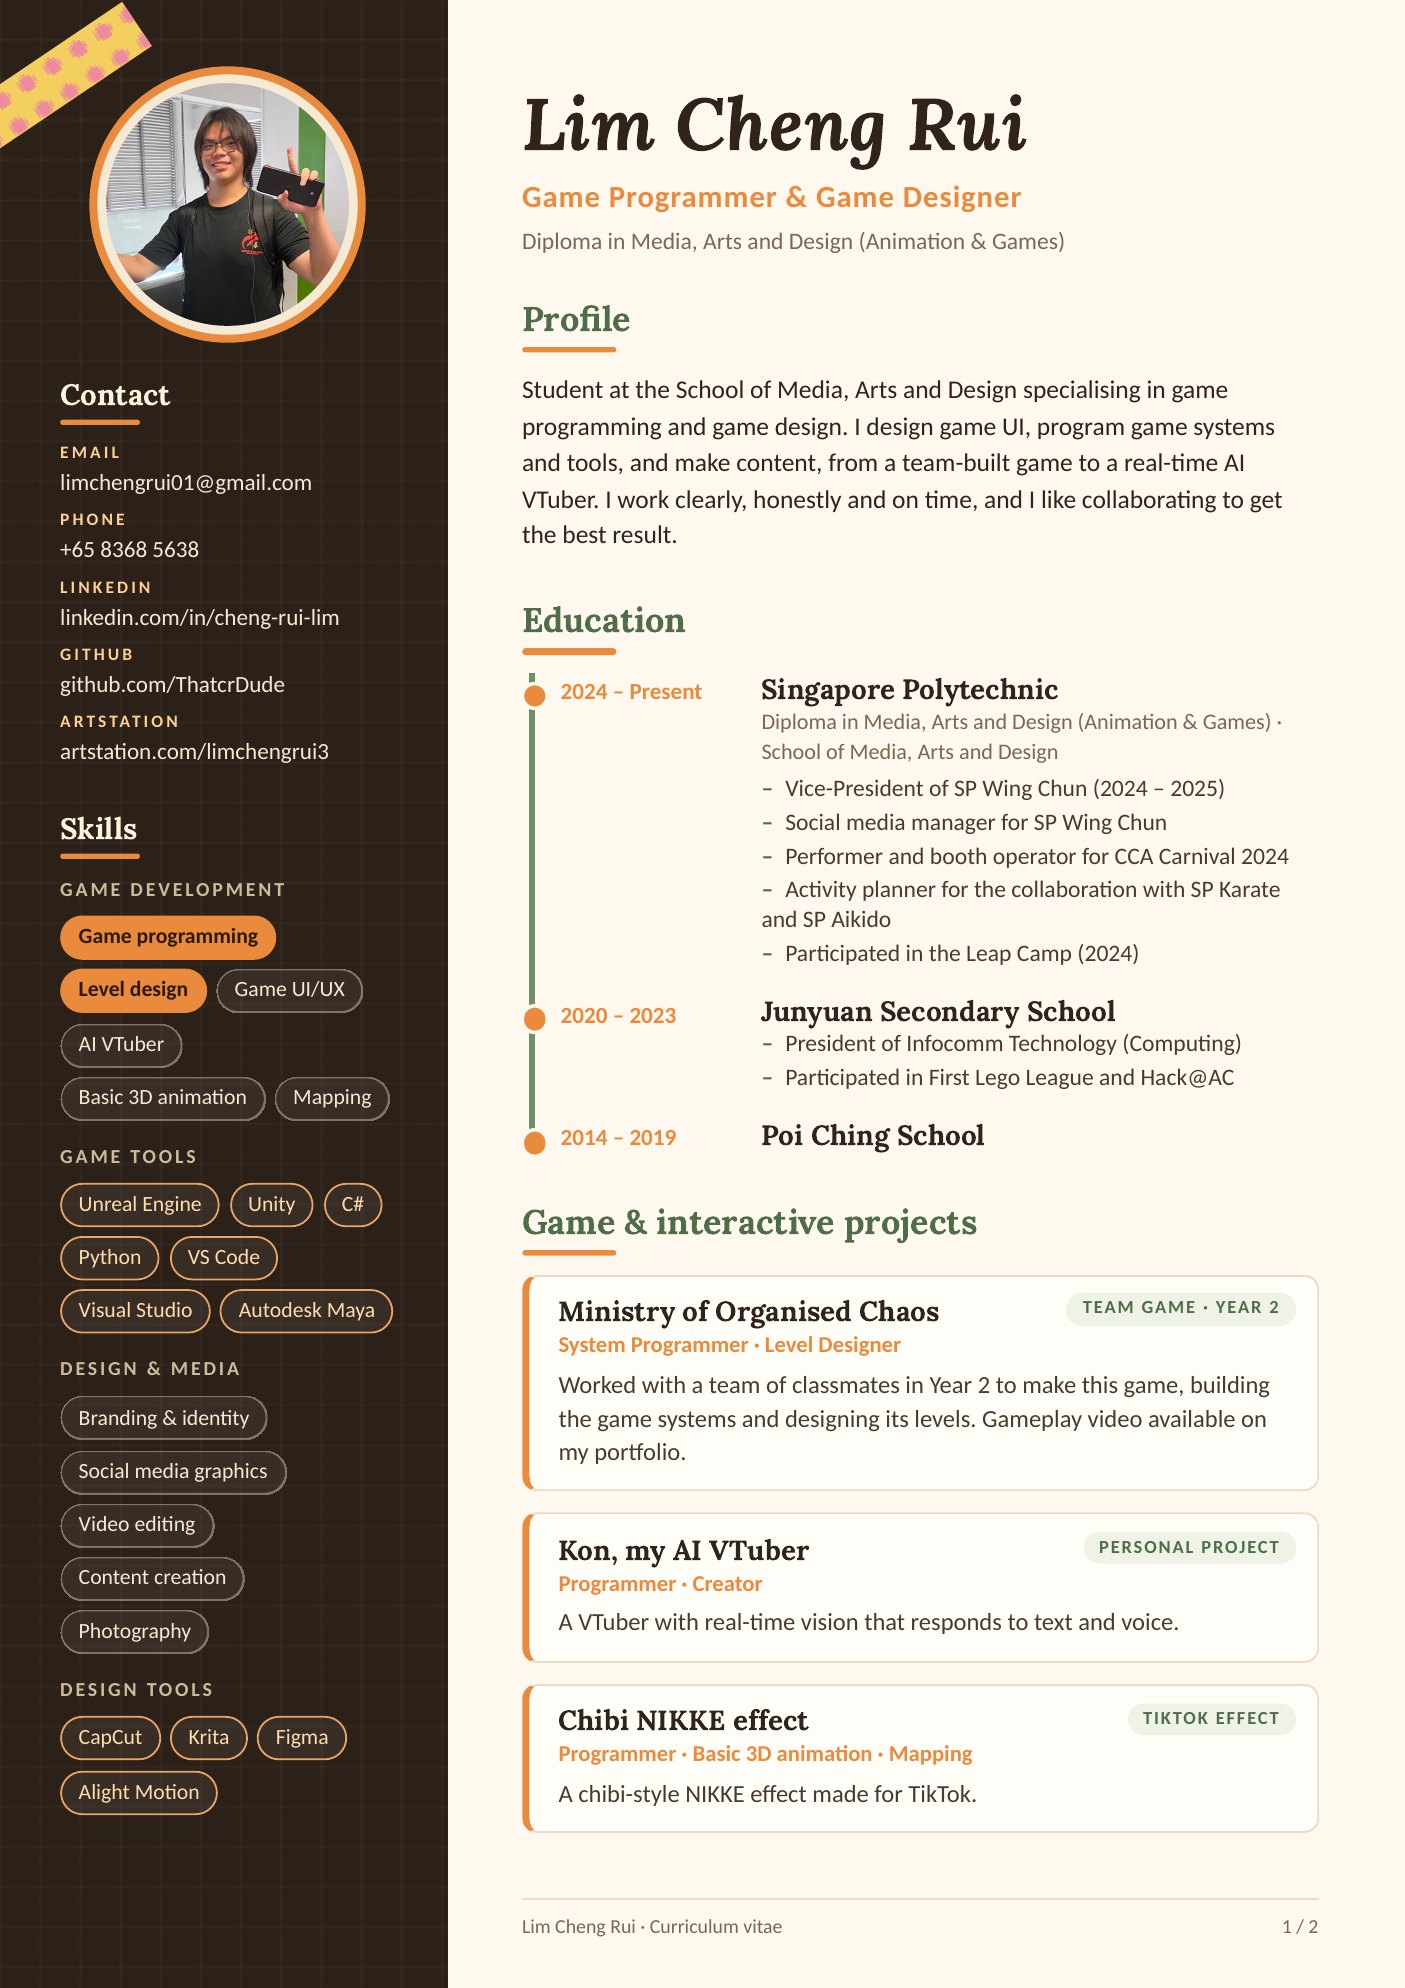 Contact
EMAIL
limchengrui01@gmail.com
PHONE
+65 8368 5638
LINKEDIN
linkedin.com/in/cheng-rui-lim
GITHUB
github.com/ThatcrDude
ARTSTATION
artstation.com/limchengrui3
Skills
GAME DEVELOPMENT
Game programming
Level design Game UI/UX
AI VTuber
Basic 3D animation Mapping
GAME TOOLS
Unreal Engine Unity C#
Python VS Code
Visual Studio Autodesk Maya
DESIGN & MEDIA
Branding & identity
Social media graphics
Video editing
Content creation
Photography
DESIGN TOOLS
CapCut Krita Figma
Alight Motion
Lim Cheng Rui
Game Programmer & Game Designer
Diploma in Media, Arts and Design (Animation & Games)
Profile
Student at the School of Media, Arts and Design specialising in game
programming and game design. I design game UI, program game systems
and tools, and make content, from a team-built game to a real-time AI
VTuber. I work clearly, honestly and on time, and I like collaborating to get
the best result.
Education
2024 – Present Singapore Polytechnic
Diploma in Media, Arts and Design (Animation & Games) ·
School of Media, Arts and Design
– Vice-President of SP Wing Chun (2024 – 2025)
– Social media manager for SP Wing Chun
– Performer and booth operator for CCA Carnival 2024
– Activity planner for the collaboration with SP Karate
and SP Aikido
– Participated in the Leap Camp (2024)
2020 – 2023 Junyuan Secondary School
– President of Infocomm Technology (Computing)
– Participated in First Lego League and Hack@AC
2014 – 2019 Poi Ching School
Game & interactive projects
Ministry of Organised Chaos TEAM GAME · YEAR 2
System Programmer · Level Designer
Worked with a team of classmates in Year 2 to make this game, building
the game systems and designing its levels. Gameplay video available on
my portfolio.
Kon, my AI VTuber PERSONAL PROJECT
Programmer · Creator
A VTuber with real-time vision that responds to text and voice.
Chibi NIKKE effect TIKTOK EFFECT
Programmer · Basic 3D animation · Mapping
A chibi-style NIKKE effect made for TikTok.
Lim Cheng Rui · Curriculum vitae 1 / 2